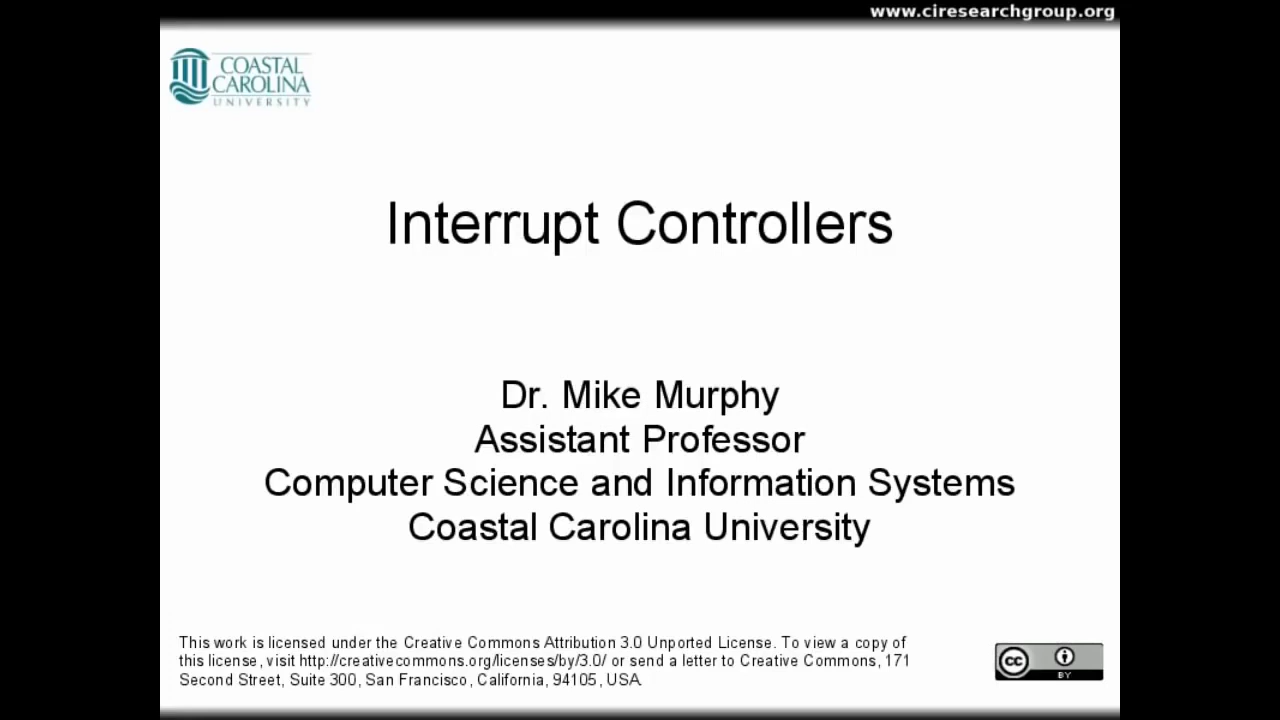 www.ciresearchgroup.org
COASTAL
CAROLINA
UNIVERSITY
Interrupt Controllers
Dr. Mike Murphy
Assistant Professor
Computer Science and Information Systems
Coastal Carolina University
This work is licensed under the Creative Commons Attribution 3.0 Unported License. To view a copy of
this license, visit http://creativecommons.org/licenses/by/3.0/ or send a letter to Creative Commons, 171
Second Street, Suite 300, San Francisco, California, 94105, USA.
cc
BY